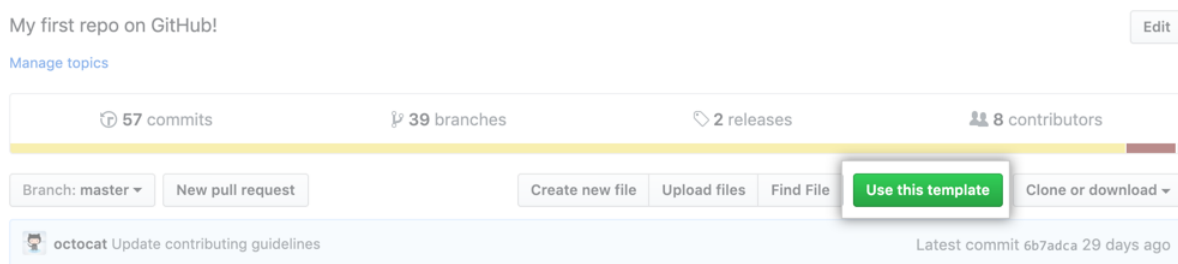 My first repo on GitHub!
Edit
Manage topics
57 commits
39 branches
2 releases
8 contributors
Branch: master
New pull request
Create new file
Upload files
Find File
Use this template
Clone or download
octocat Update contributing guidelines
Latest commit 6b7adca 29 days ago